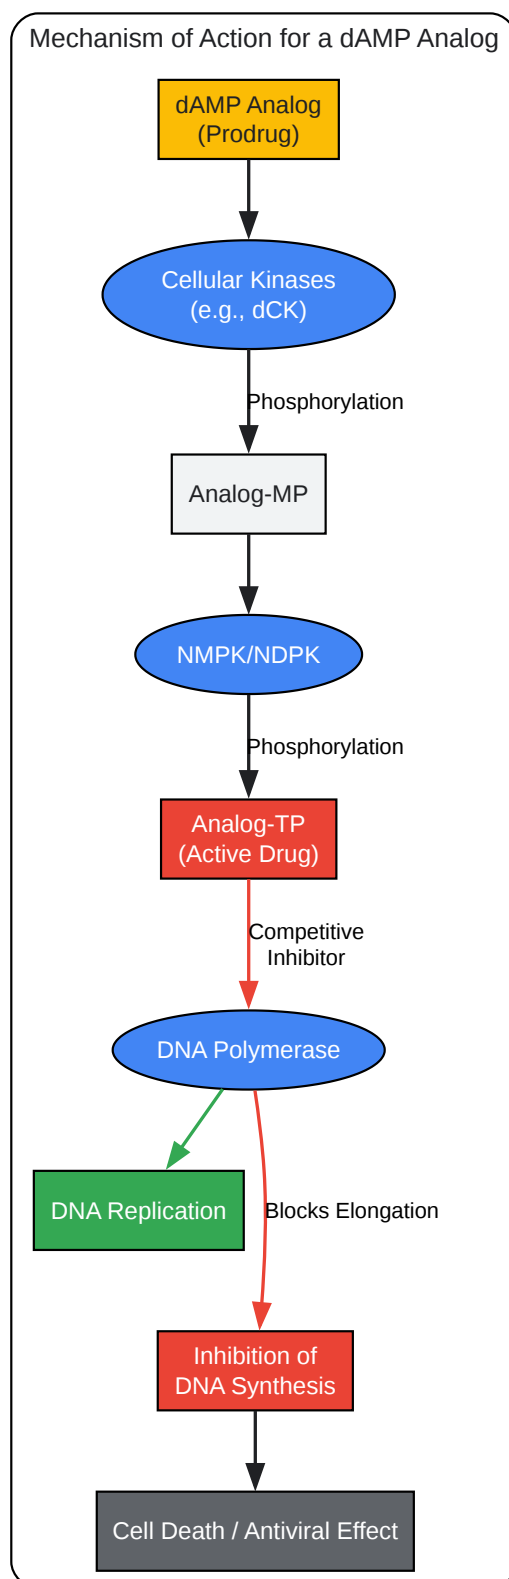 Mechanism of Action for a dAMP Analog
dAMP Analog
(Prodrug)
Cellular Kinases
(e.g., dCK)
Phosphorylation
Analog-MP
NMPK/NDPK
Phosphorylation
Analog-TP
(Active Drug)
Competitive
Inhibitor
DNA Polymerase
DNA Replication
Blocks Elongation
Inhibition of
DNA Synthesis
Cell Death / Antiviral Effect